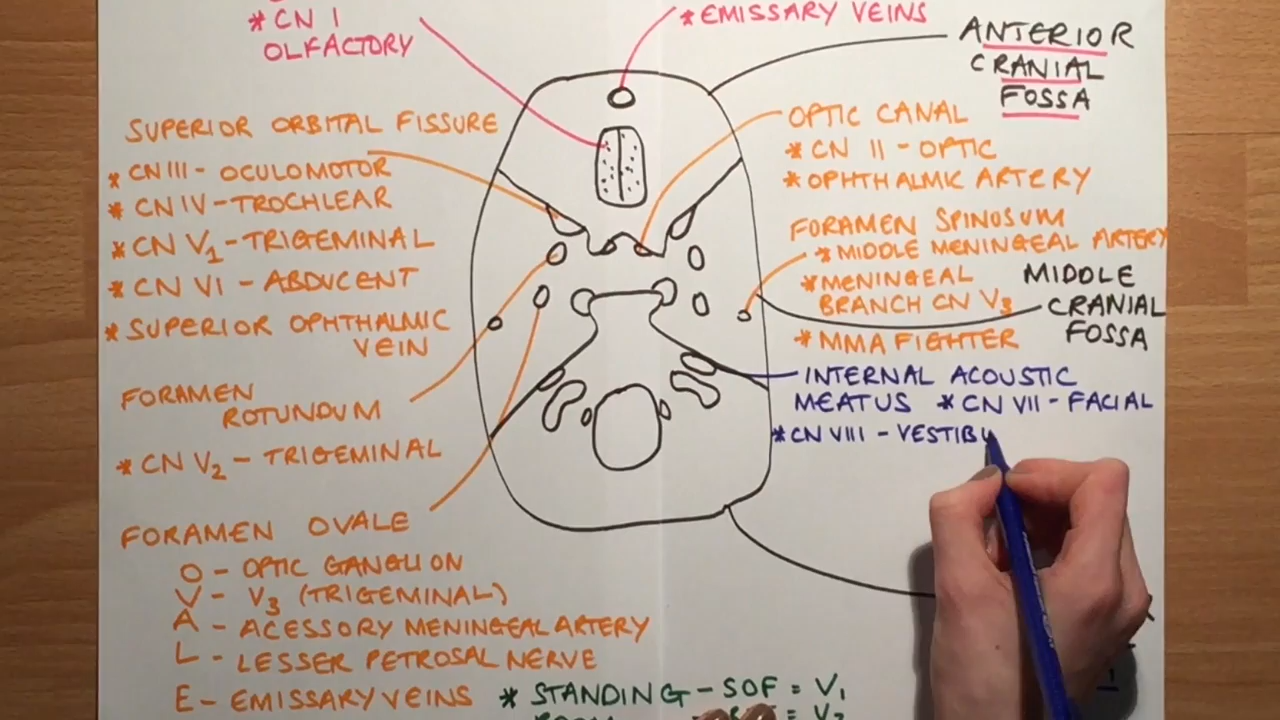 * CN I
OLFACTORY
* EMISSARY VEINS
ANTERIOR
CRANIAL
FOSSA
SUPERIOR ORBITAL FISSURE
* CN III - OCULOMOTOR
* CN IV - TROCHLEAR
* CN V1 - TRIGEMINAL
* CN VI - ABDUCENT
* SUPERIOR OPHTHALMIC
VEIN
FORAMEN
ROTUNDUM
* CN V2 - TRIGEMINAL
FORAMEN OVALE
O - OPTIC GANGLION
V - V3 (TRIGEMINAL)
A - ACESSORY MENINGEAL ARTERY
L - LESSER PETROSAL NERVE
E - EMISSARY VEINS
OPTIC CANAL
* CN II - OPTIC
* OPHTHALMIC ARTERY
FORAMEN SPINOSUM
* MIDDLE MENINGEAL ARTERY
* MENINGEAL
BRANCH CN V3
* MMA FIGHTER
MIDDLE
CRANIAL
FOSSA
INTERNAL ACOUSTIC
MEATUS * CN VII - FACIAL
* CN VIII - VESTIBU
* STANDING - SOF = V1
= V2